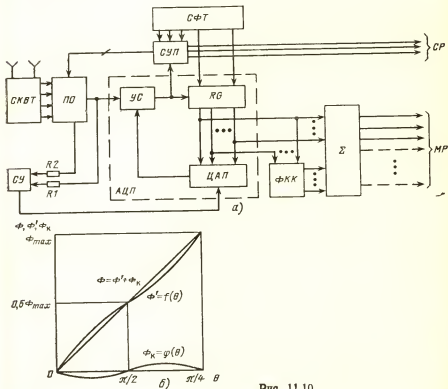 СФТ
СУП
СР
СКВТ
ПО
УС
RG
R2
СУ
R1
АЦП
ЦАП
ФКК
Σ
МР
а)
Ф, Ф', Фк
Фmax
Ф=Ф'+Фк
0,5Фmax
Ф'=f(θ)
Фк=φ(θ)
0
π/2
π/4
θ
б)
Рис. 11.10